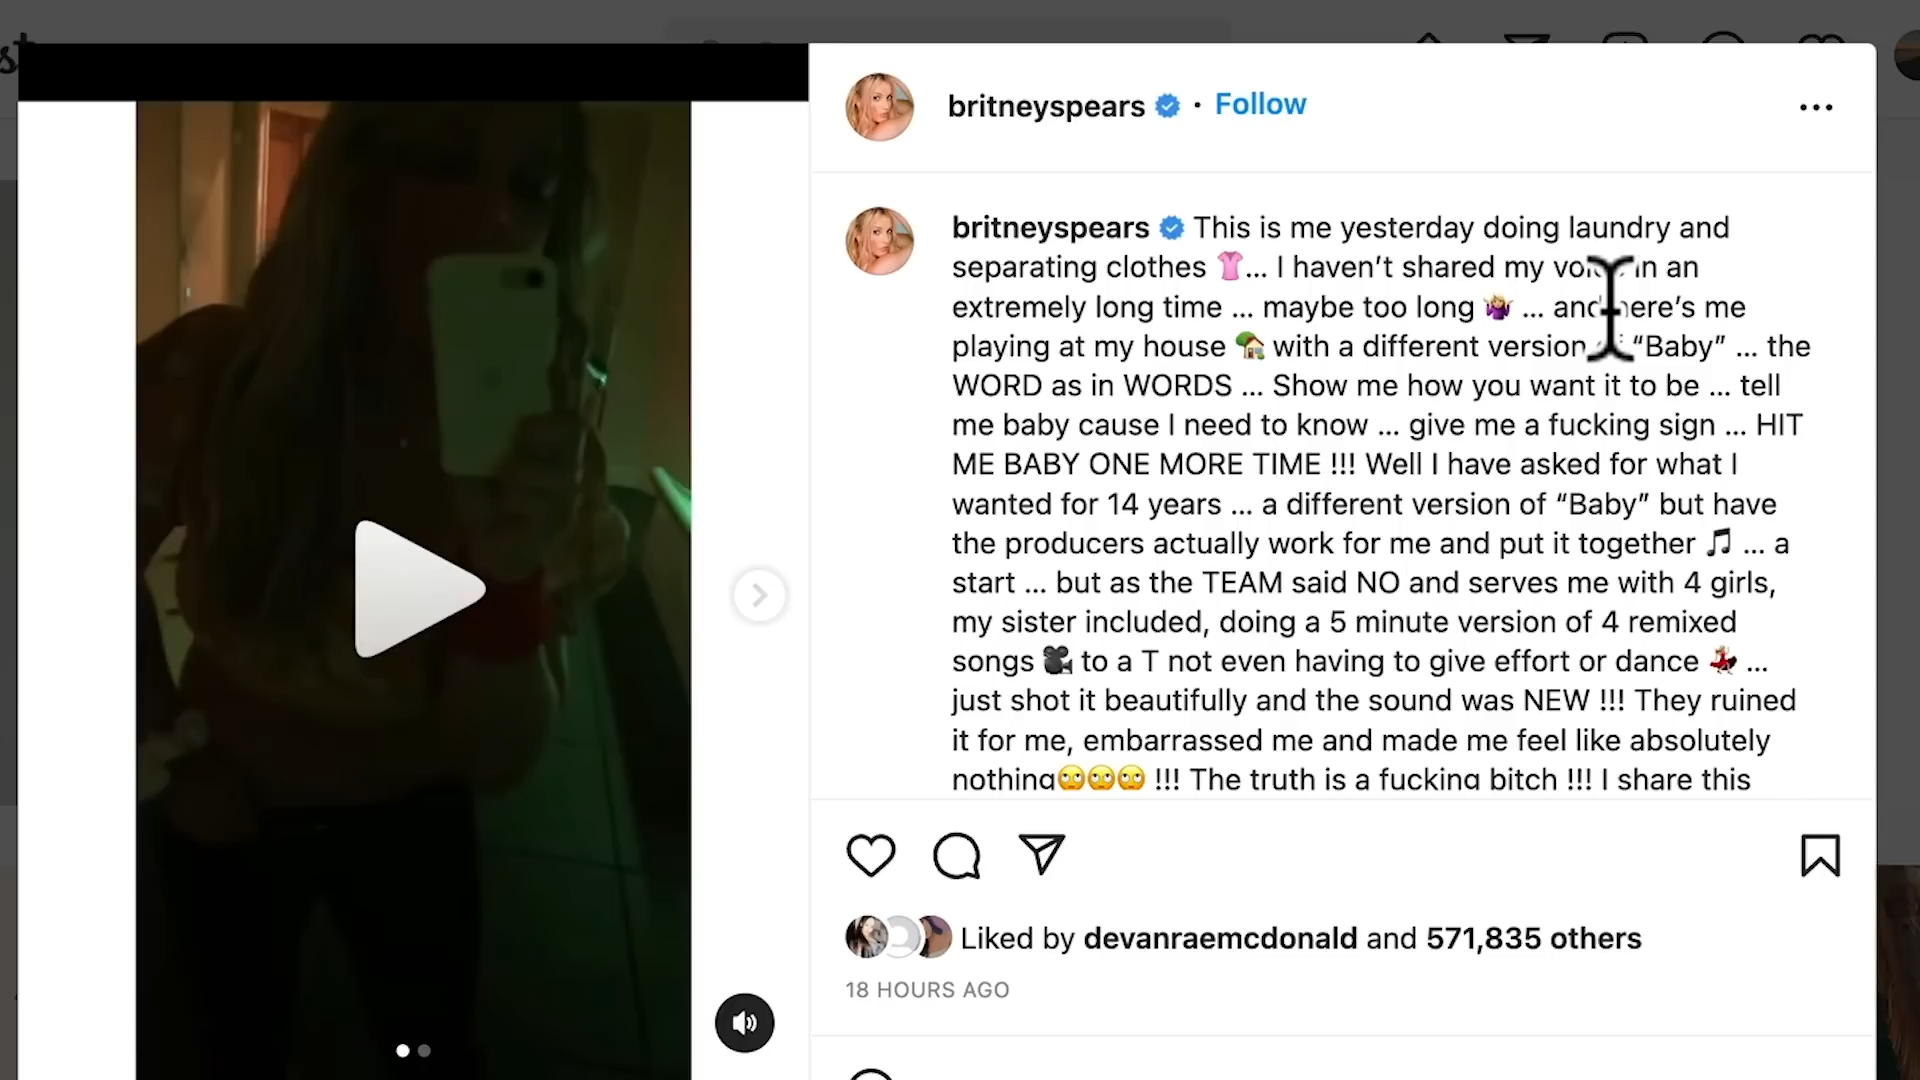 britneyspears • Follow
britneyspears This is me yesterday doing laundry and
separating clothes 👚... I haven’t shared my voice in an
extremely long time ... maybe too long 🤷🏼‍♀️ ... and here’s me
playing at my house 🏡 with a different version of “Baby” ... the
WORD as in WORDS ... Show me how you want it to be ... tell
me baby cause I need to know ... give me a fucking sign ... HIT
ME BABY ONE MORE TIME !!! Well I have asked for what I
wanted for 14 years ... a different version of “Baby” but have
the producers actually work for me and put it together 🎵 ... a
start ... but as the TEAM said NO and serves me with 4 girls,
my sister included, doing a 5 minute version of 4 remixed
songs 🎥 to a T not even having to give effort or dance 💃🏼 ...
just shot it beautifully and the sound was NEW !!! They ruined
it for me, embarrassed me and made me feel like absolutely
nothing🙄🙄🙄 !!! The truth is a fucking bitch !!! I share this
Liked by devanraemcdonald and 571,835 others
18 HOURS AGO